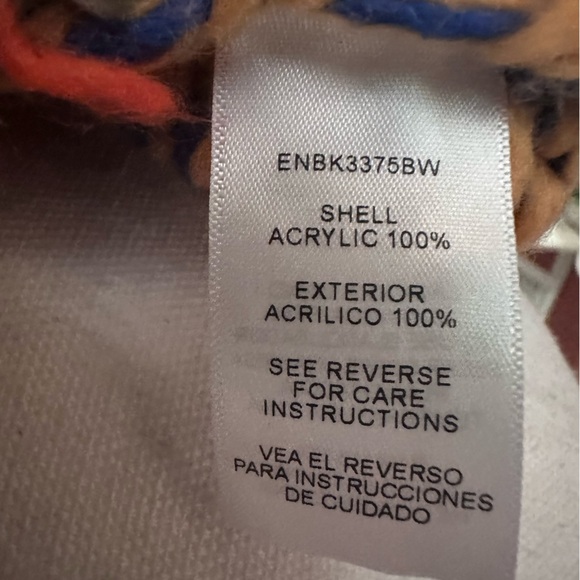 ENBK3375BW
SHELL
ACRYLIC 100%
EXTERIOR
ACRILICO 100%
SEE REVERSE
FOR CARE
INSTRUCTIONS
VEA EL REVERSO
PARA INSTRUCCIONES
DE CUIDADO